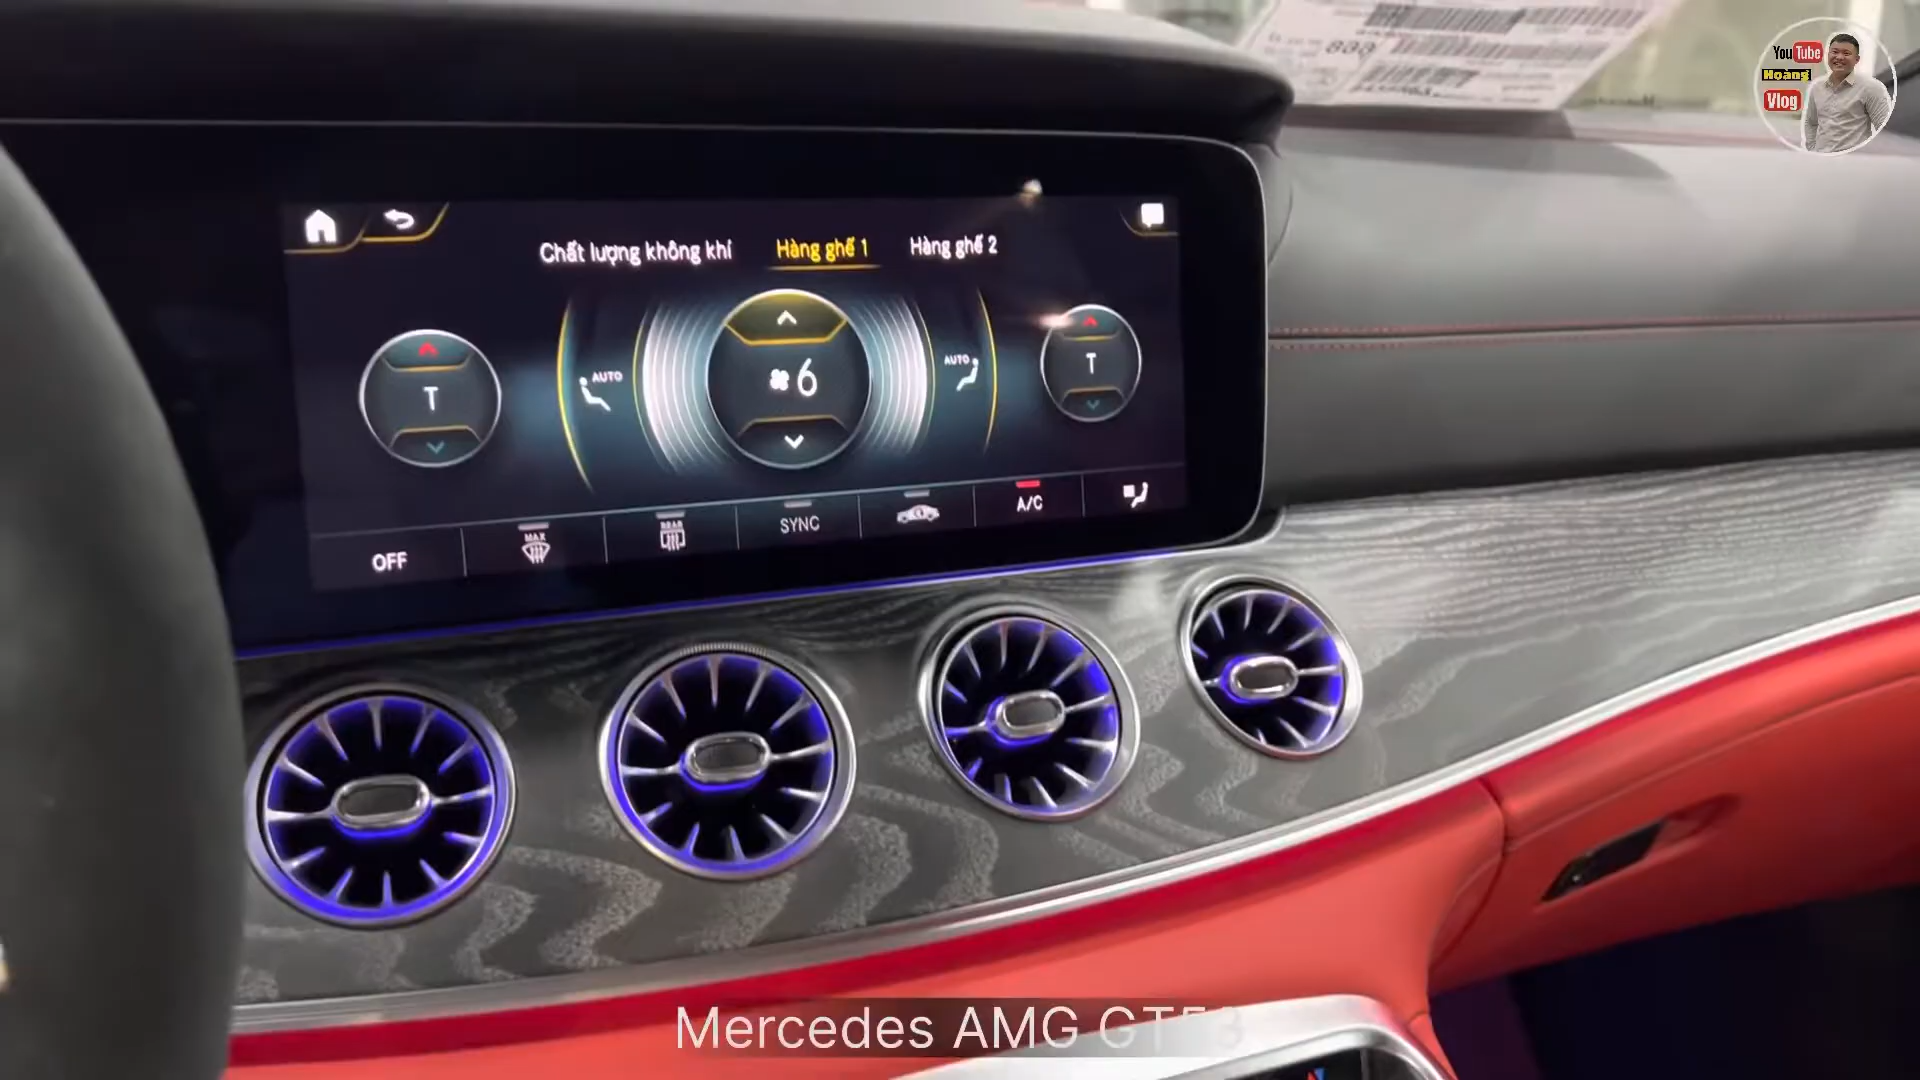 YouTube
Hoàng
Vlog
Chất lượng không khí Hàng ghế 1 Hàng ghế 2
T
AUTO
6
AUTO
T
OFF
MAX
REAR
SYNC
A/C
Mercedes AMG GT53